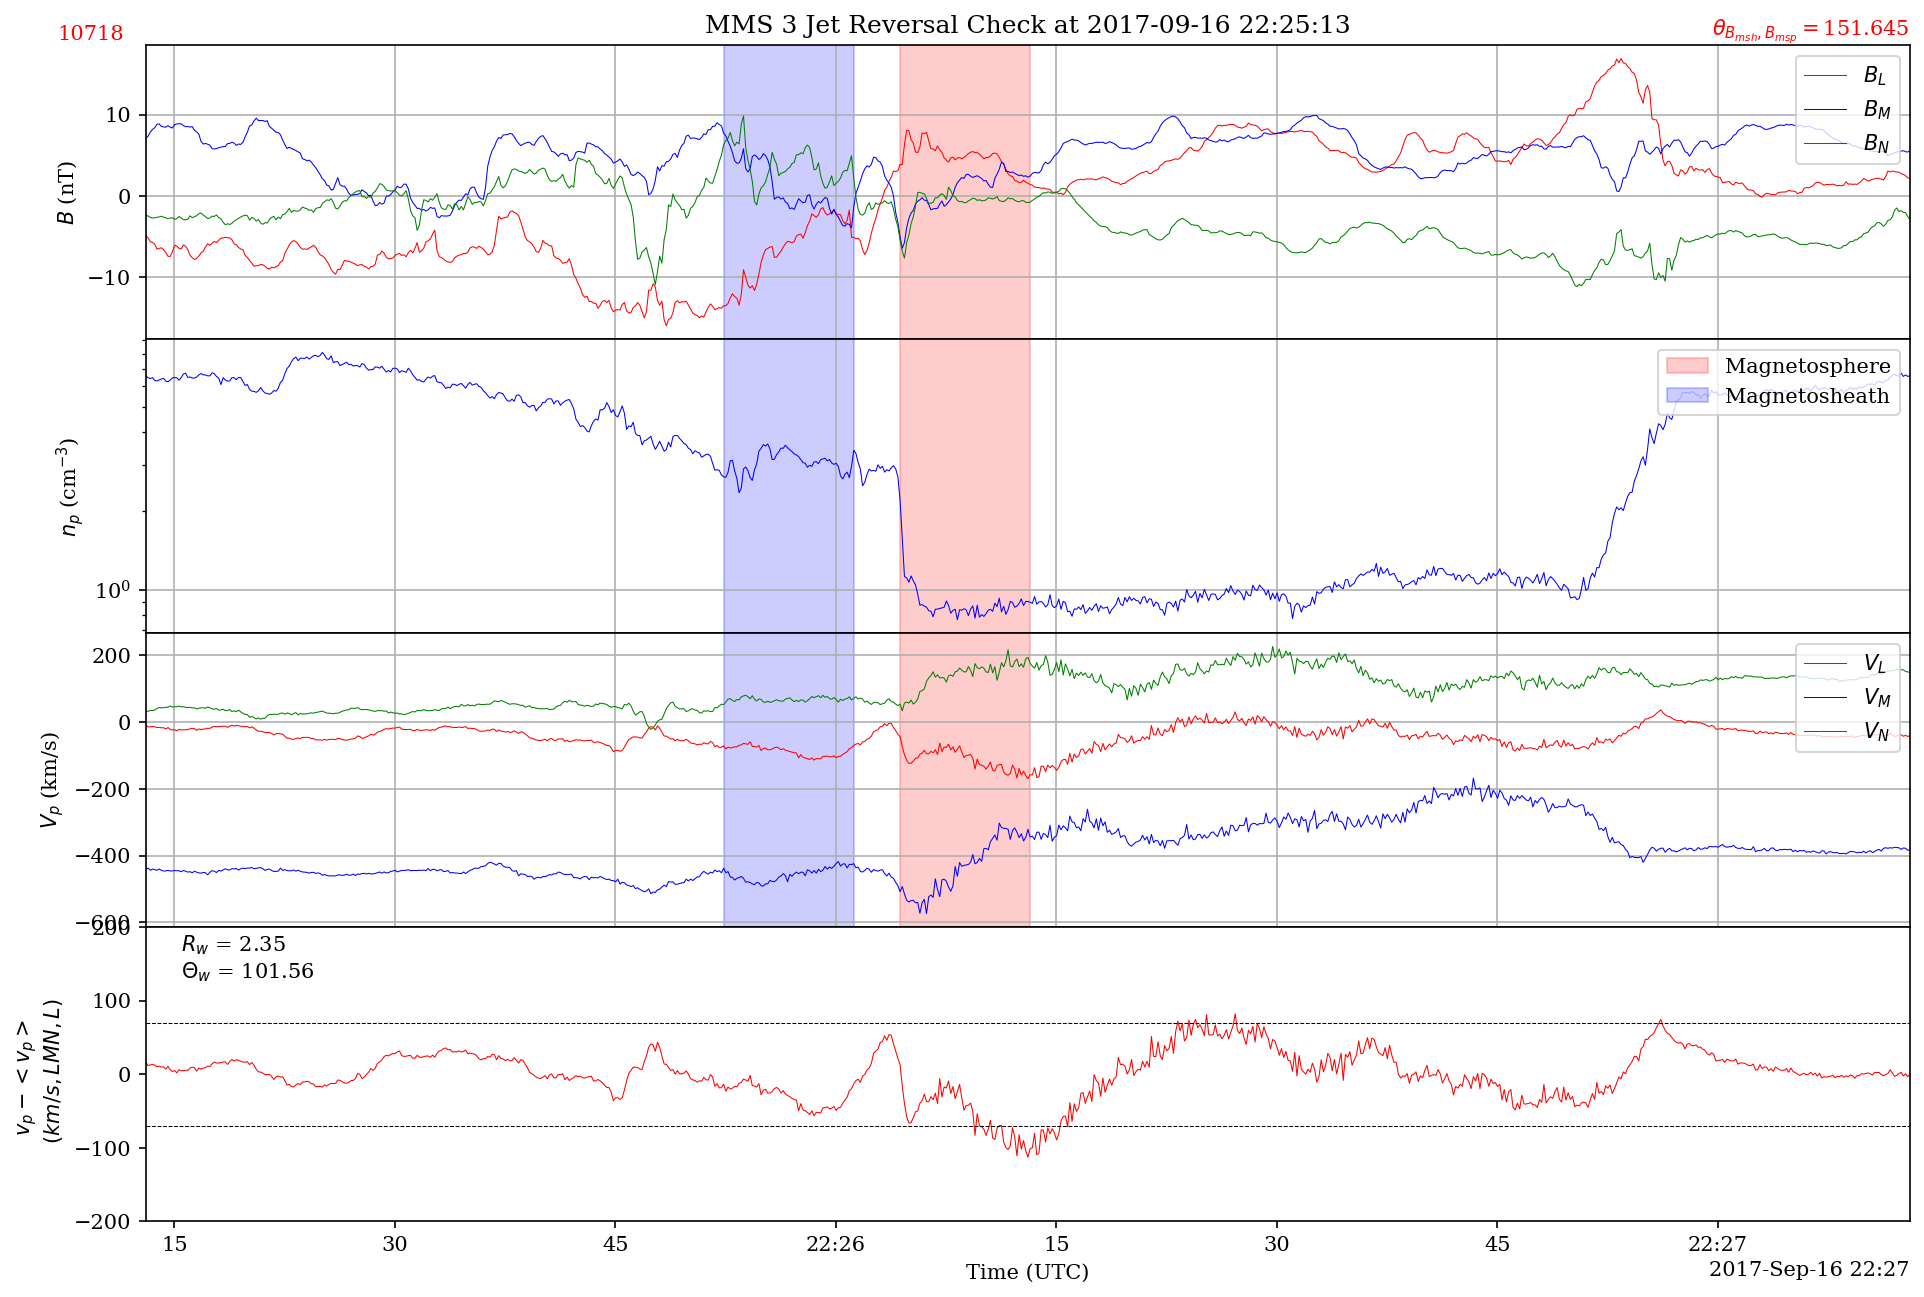 MMS 3 Jet Reversal Check at 2017-09-16 22:25:13
10718
θ_{B_{msh}, B_{msp}} = 151.645
B (nT)
10
0
−10
B_L
B_M
B_N
n_p (cm^{−3})
10^0
Magnetosphere
Magnetosheath
V_p (km/s)
200
0
−200
−400
−600
V_L
V_M
V_N
v_p − < v_p >
(km/s, LMN, L)
200
100
0
−100
−200
R_w = 2.35
Θ_w = 101.56
15
30
45
22:26
15
30
45
22:27
Time (UTC)
2017-Sep-16 22:27